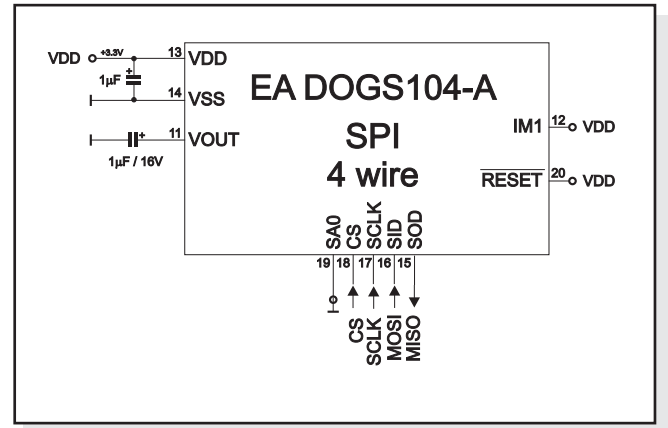 VDD +3.3V 13 VDD
1µF
14 VSS
11 VOUT
1µF / 16V
EA DOGS104-A
SPI
4 wire
IM1 12 VDD
RESET 20 VDD
SA0 CS SCLK SID SOD
19 18 17 16 15
CS SCLK MOSI MISO